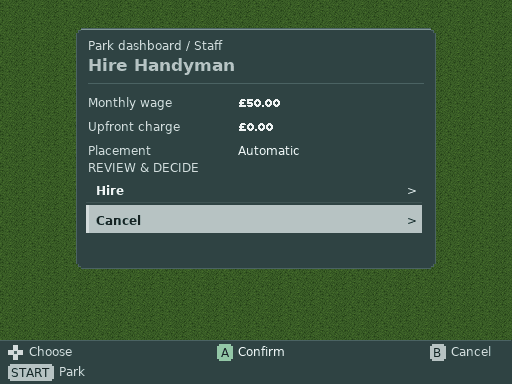 Park dashboard / Staff
Hire Handyman
Monthly wage £50.00
Upfront charge £0.00
Placement Automatic
REVIEW & DECIDE
Hire >
Cancel >
Choose A Confirm B Cancel
START Park